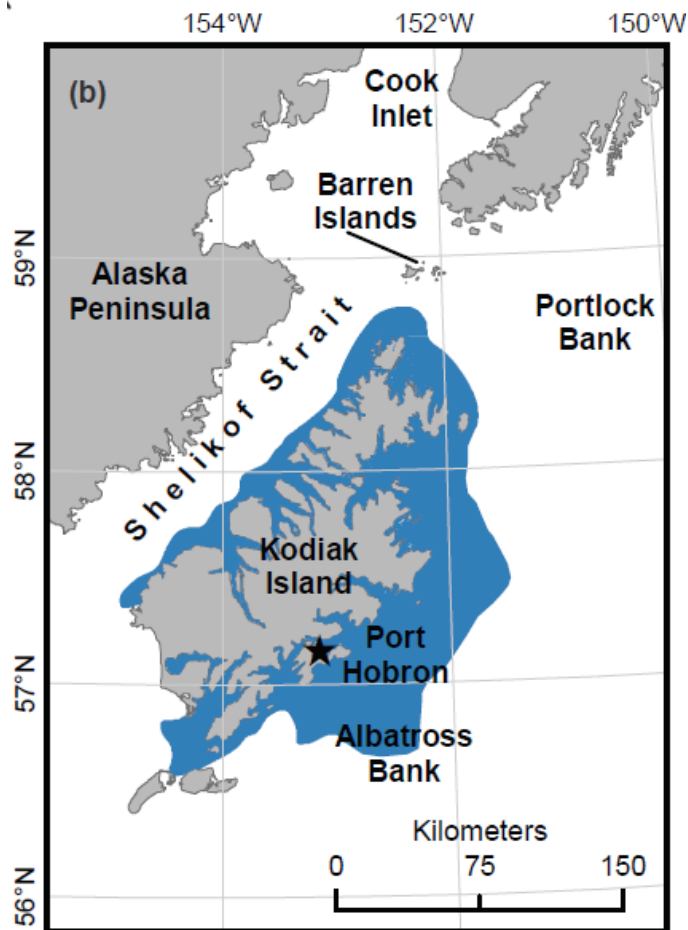 154°W 152°W 150°W
(b)
Cook
Inlet
Barren
Islands
59°N
Alaska
Peninsula
Portlock
Bank
Shelikof Strait
58°N
Kodiak
Island
Port
Hobron
57°N
Albatross
Bank
Kilometers
0 75 150
56°N